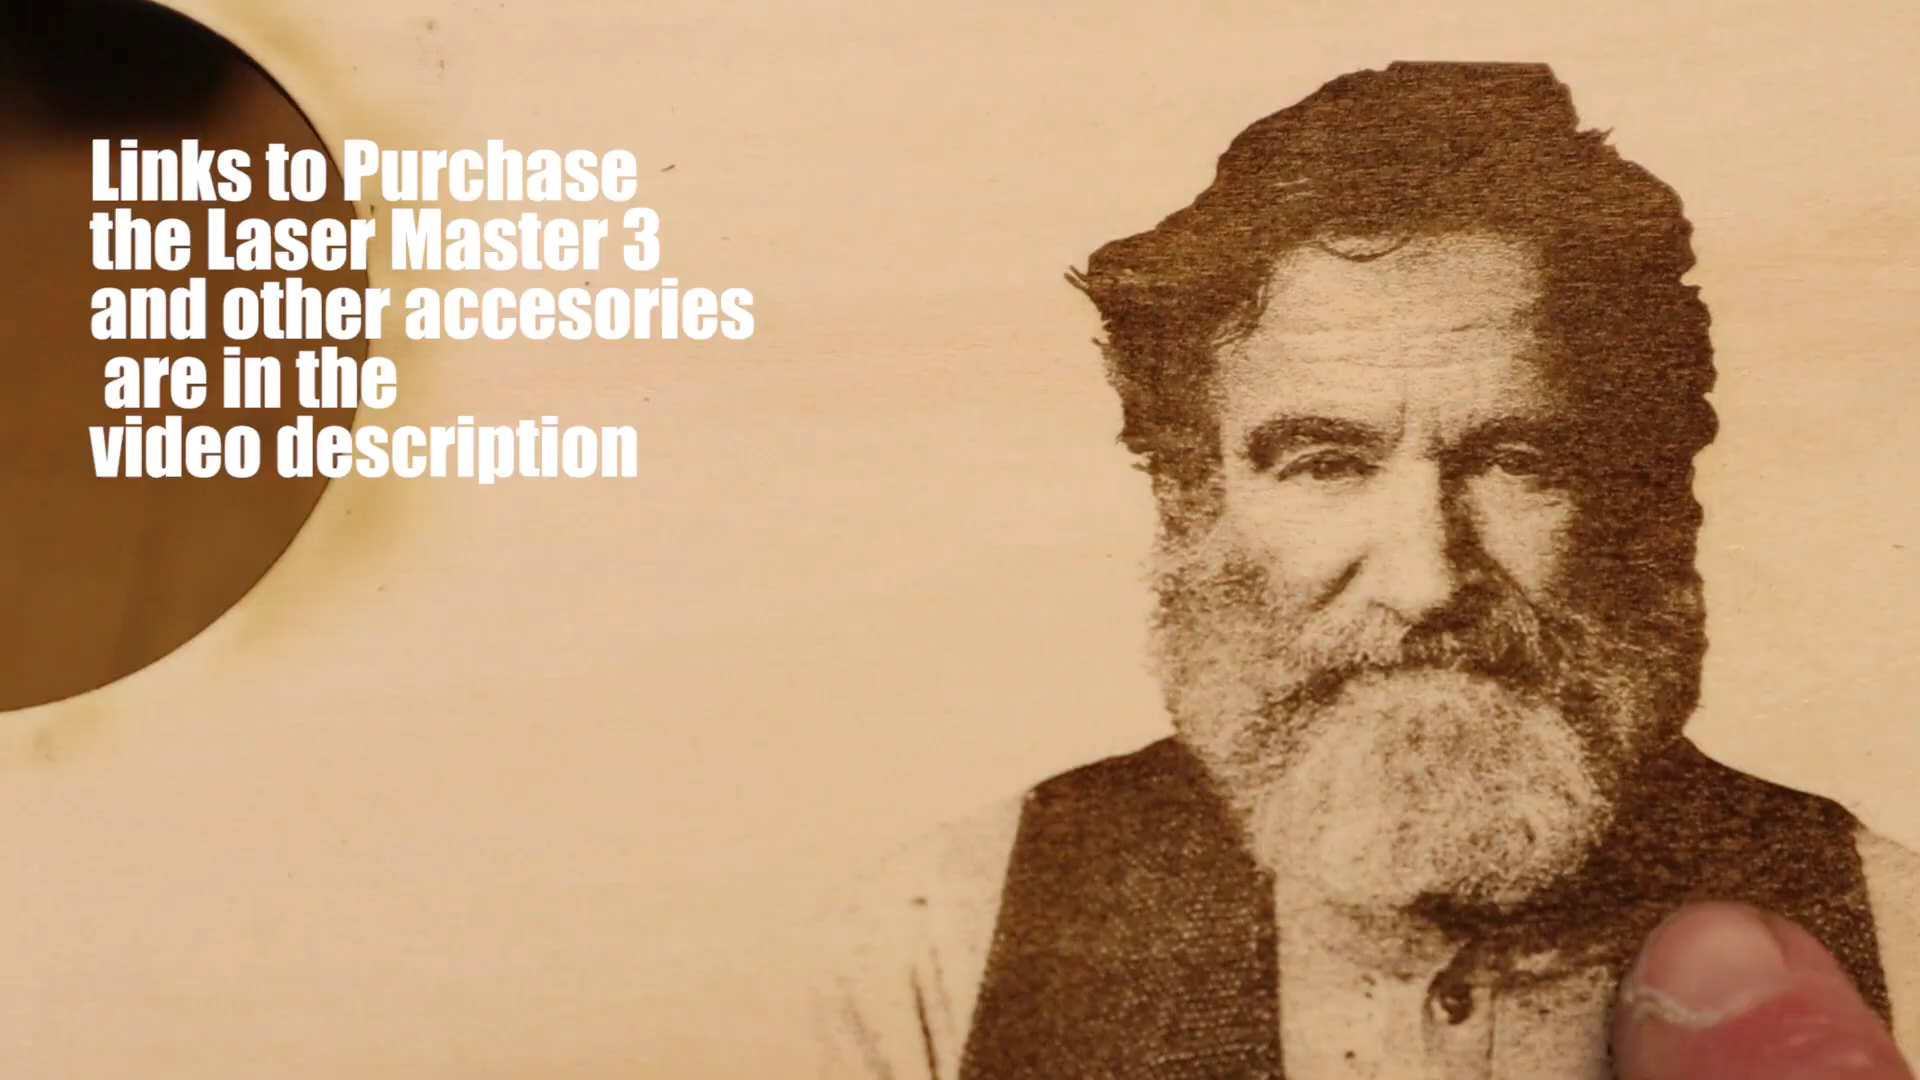 Links to Purchase
the Laser Master 3
and other accesories
are in the
video description